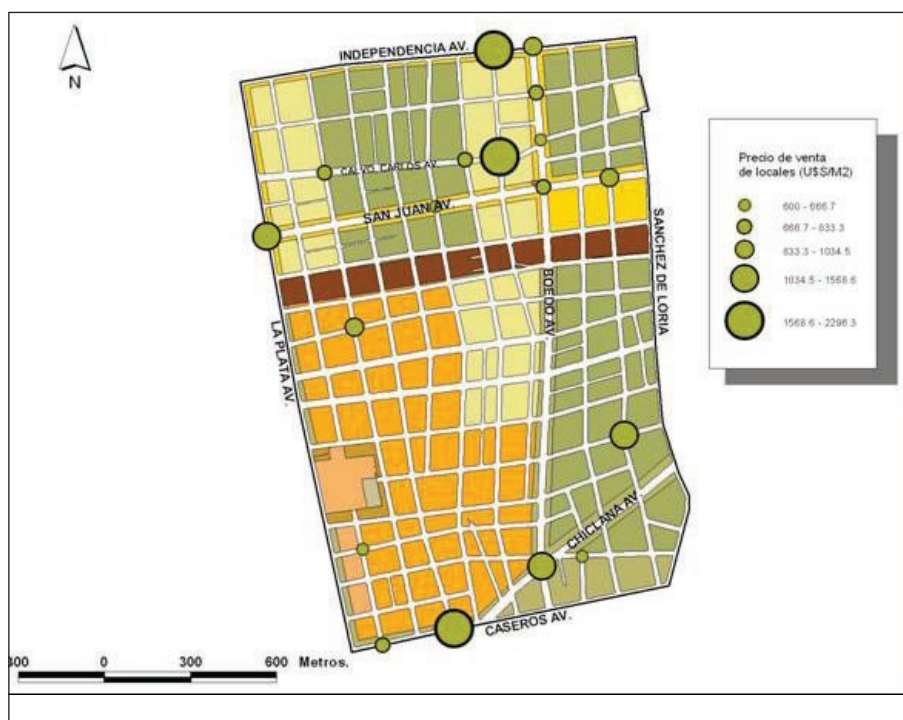 INDEPENDENCIA AV.
N
Precio de venta
de locales (U$S/M2)
CALVO CARLOS AV.
600 - 666.7
SAN JUAN AV.
666.7 - 833.3
833.3 - 1034.5
1034.5 - 1568.6
1568.6 - 2296.3
SANCHEZ DE LORIA
BOEDO AV.
LA PLATA AV.
CHICLANA AV
CASEROS AV.
300 0 300 600 Metros.